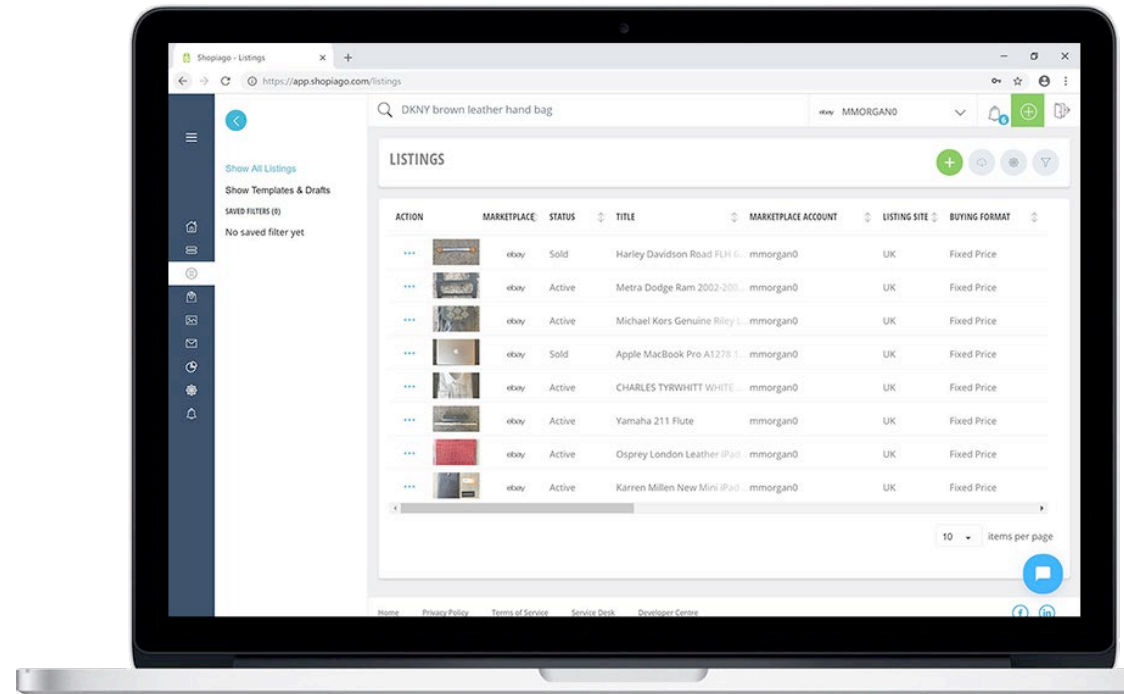 Shopiago - Listings
https://app.shopiago.com/listings
DKNY brown leather hand bag
ebay MMORGAN0
6
Show All Listings
Show Templates & Drafts
SAVED FILTERS (0)
No saved filter yet
LISTINGS
ACTION MARKETPLACE STATUS TITLE MARKETPLACE ACCOUNT LISTING SITE BUYING FORMAT
ebay Sold Harley Davidson Road FLH G... mmorgan0 UK Fixed Price
ebay Active Metra Dodge Ram 2002-200... mmorgan0 UK Fixed Price
ebay Active Michael Kors Genuine Riley L... mmorgan0 UK Fixed Price
ebay Sold Apple MacBook Pro A1278 1... mmorgan0 UK Fixed Price
ebay Active CHARLES TYRWHITT WHITE ... mmorgan0 UK Fixed Price
ebay Active Yamaha 211 Flute mmorgan0 UK Fixed Price
ebay Active Osprey London Leather iPad... mmorgan0 UK Fixed Price
ebay Active Karren Millen New Mini iPad... mmorgan0 UK Fixed Price
10 items per page
Home Privacy Policy Terms of Service Service Desk Developer Centre
f in